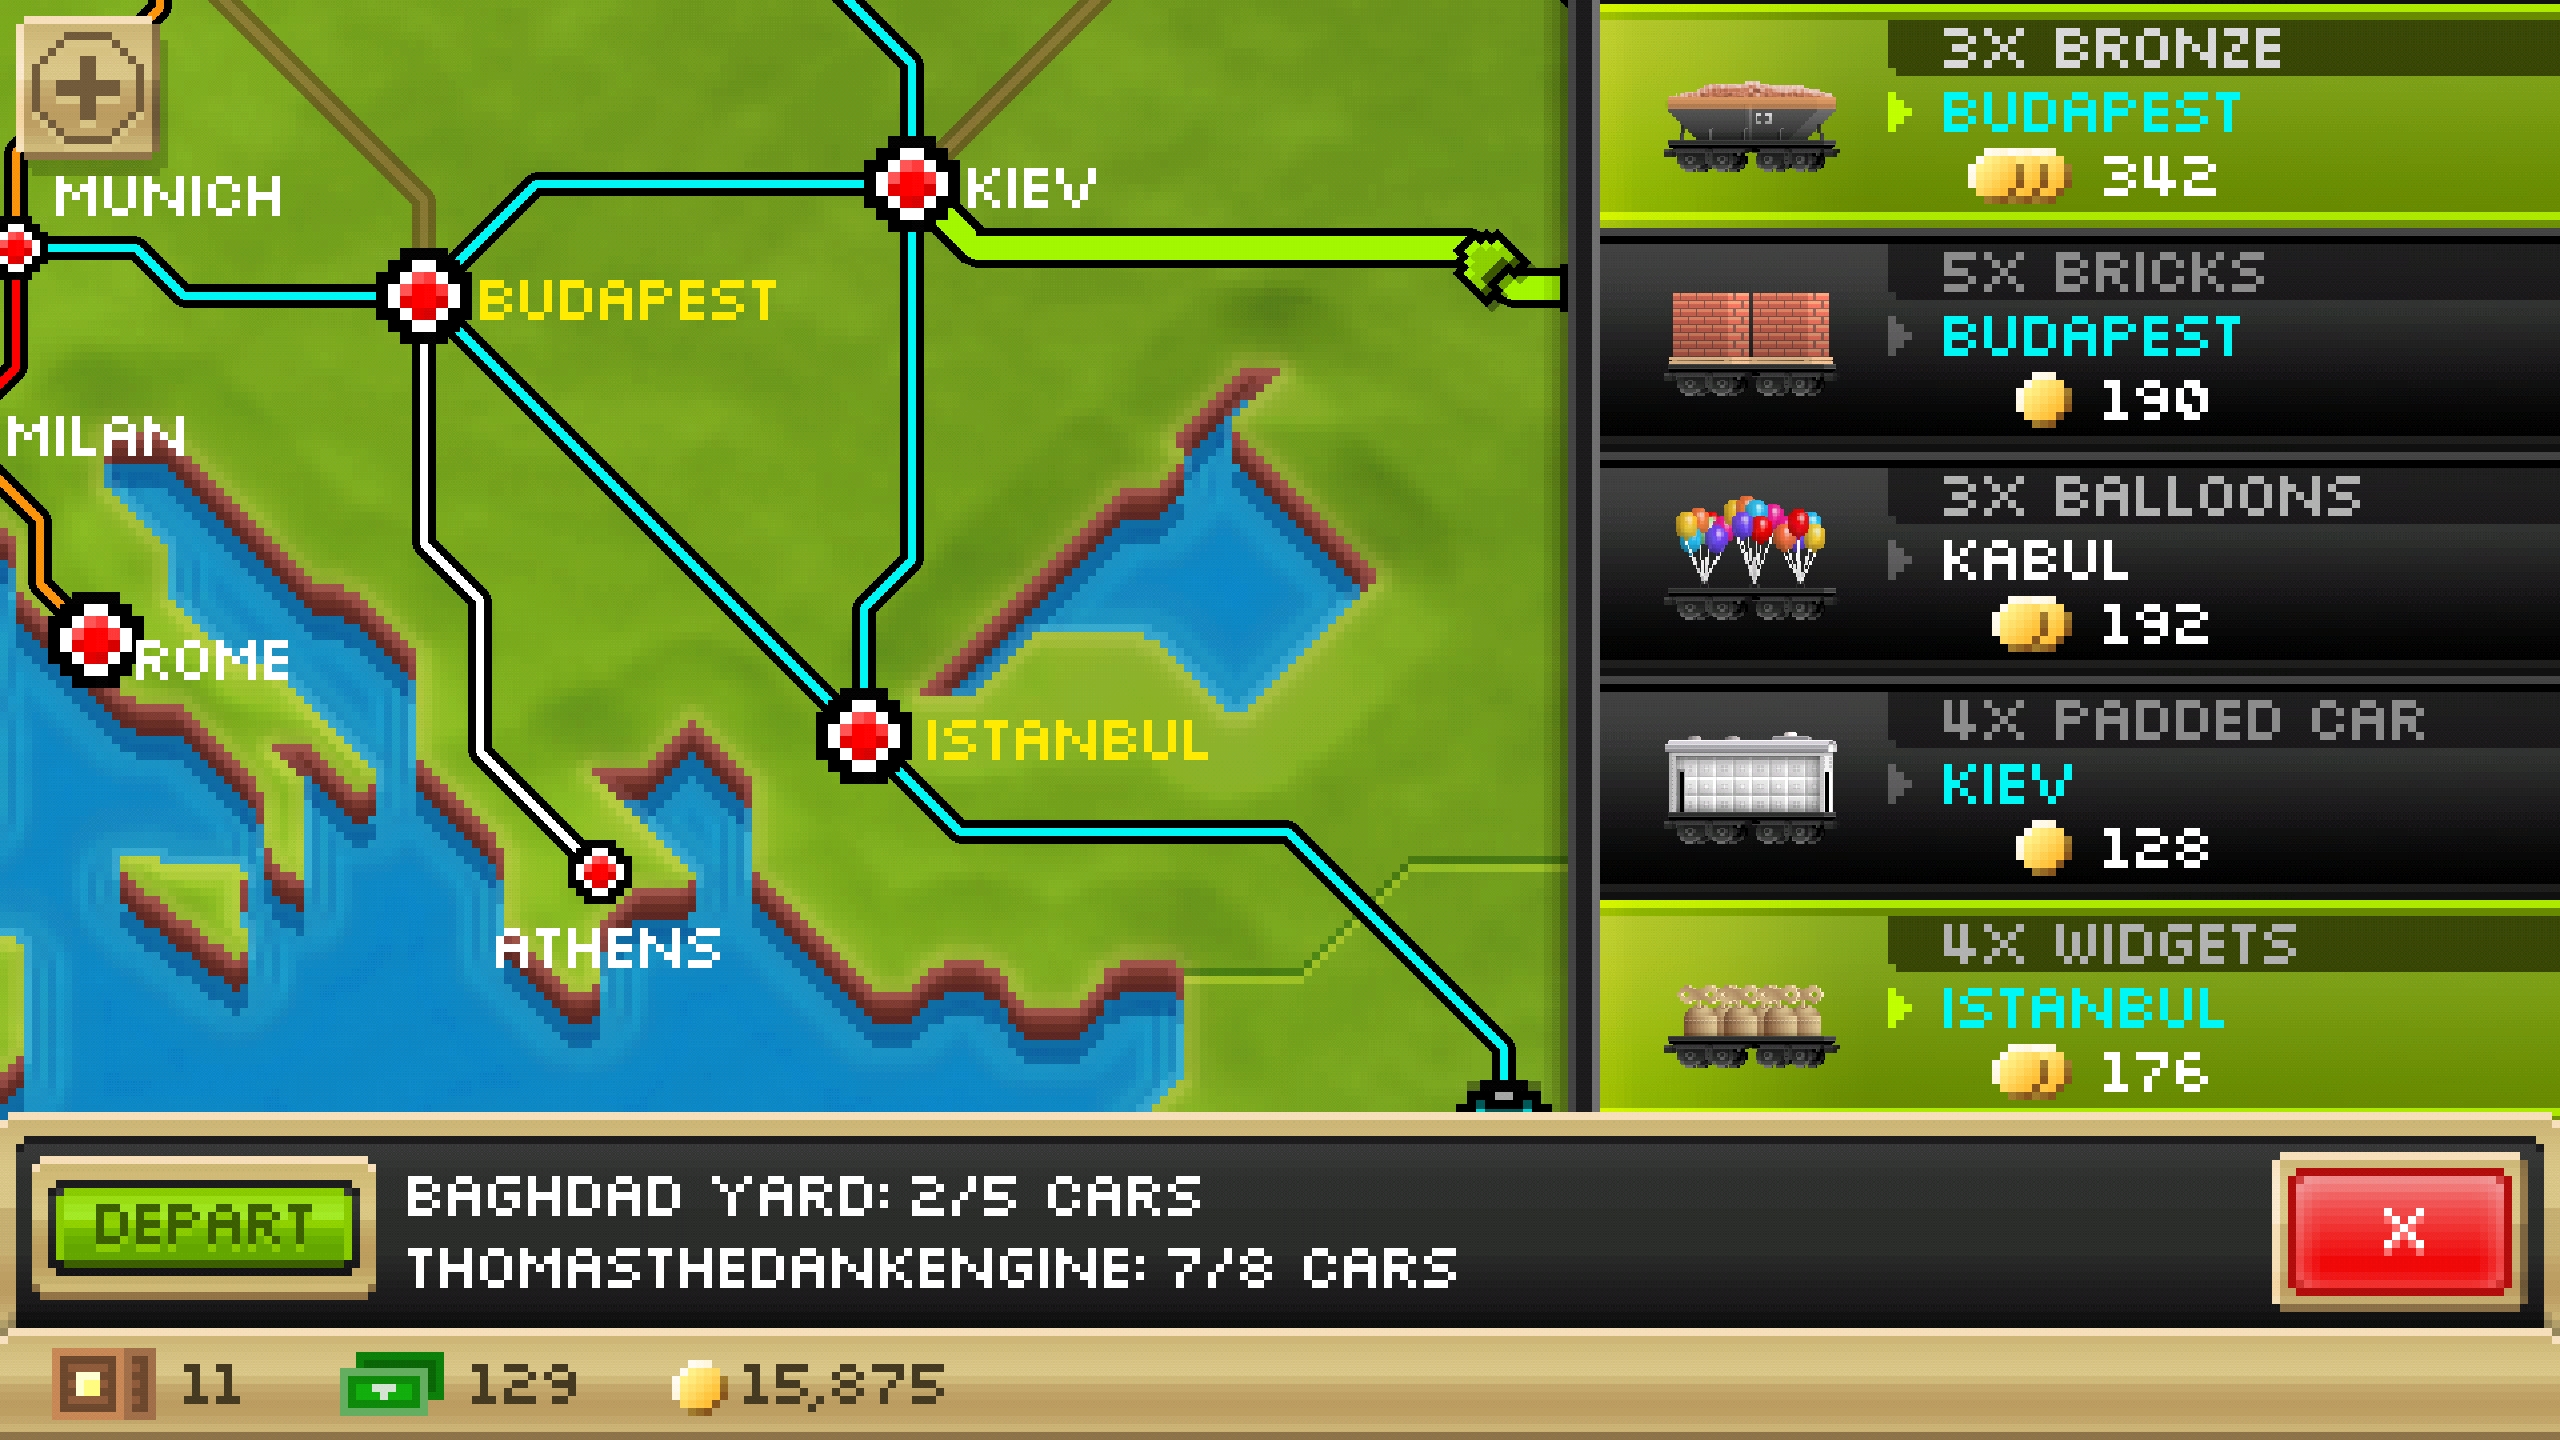 MUNICH
KIEV
BUDAPEST
MILAN
ROME
ISTANBUL
ATHENS
3X BRONZE
BUDAPEST
342
5X BRICKS
BUDAPEST
190
3X BALLOONS
KABUL
192
4X PADDED CAR
KIEV
128
4X WIDGETS
ISTANBUL
176
DEPART
BAGHDAD YARD: 2/5 CARS
THOMASTHEDANKENGINE: 7/8 CARS
X
11
129
15,875